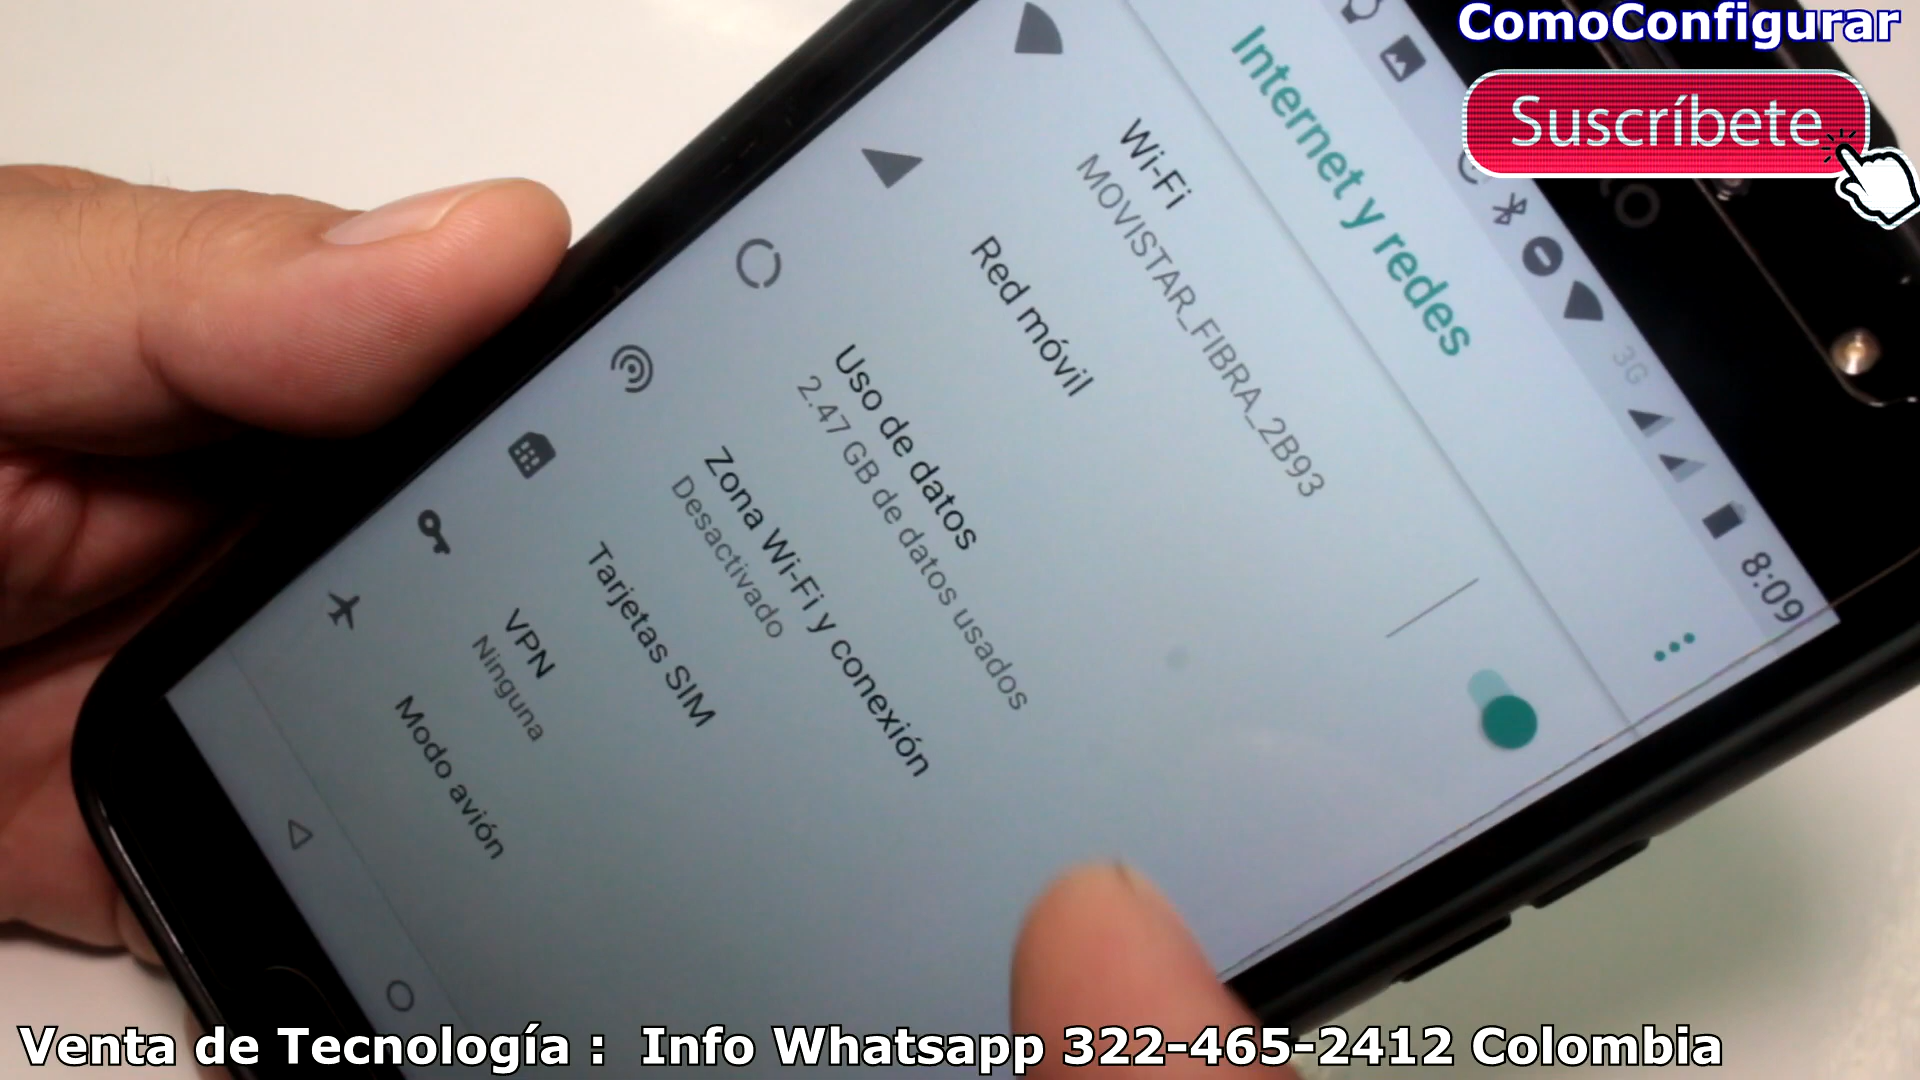 ComoConfigurar
Suscríbete
3G
8:09
Internet y redes
Wi-Fi
MOVISTAR_FIBRA_2B93
Red móvil
Uso de datos
2.47 GB de datos usados
Zona Wi-Fi y conexión
Desactivado
Tarjetas SIM
VPN
Ninguna
Modo avión
Venta de Tecnología : Info Whatsapp 322-465-2412 Colombia